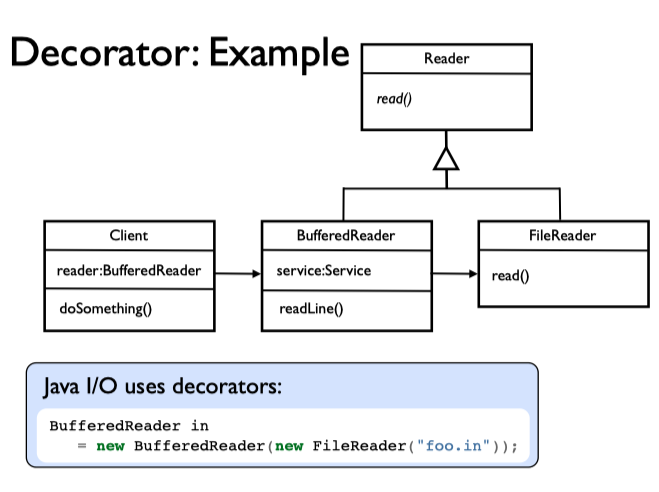 Decorator: Example
Reader
read()
Client
reader:BufferedReader
doSomething()
BufferedReader
service:Service
readLine()
FileReader
read()
Java I/O uses decorators:
BufferedReader in
= new BufferedReader(new FileReader("foo.in"));